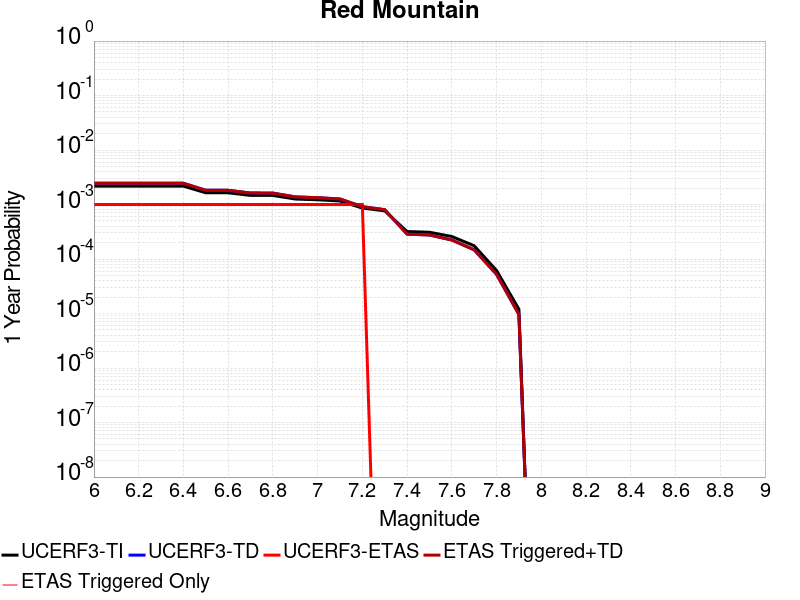 Red Mountain
1 Year Probability
10^0
10^-1
10^-2
10^-3
10^-4
10^-5
10^-6
10^-7
10^-8
6 6.2 6.4 6.6 6.8 7 7.2 7.4 7.6 7.8 8 8.2 8.4 8.6 8.8 9
Magnitude
UCERF3-TI UCERF3-TD UCERF3-ETAS ETAS Triggered+TD
ETAS Triggered Only